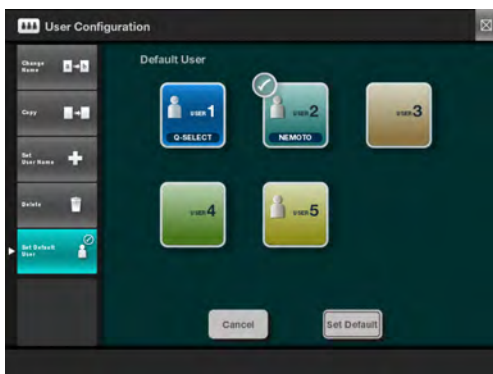 User Configuration
Change
Name
A
B
Copy
Set
User Name
Delete
Set Default
User
Default User
USER 1
Q-SELECT
USER 2
NEMOTO
USER 3
USER 4
USER 5
Cancel
Set Default